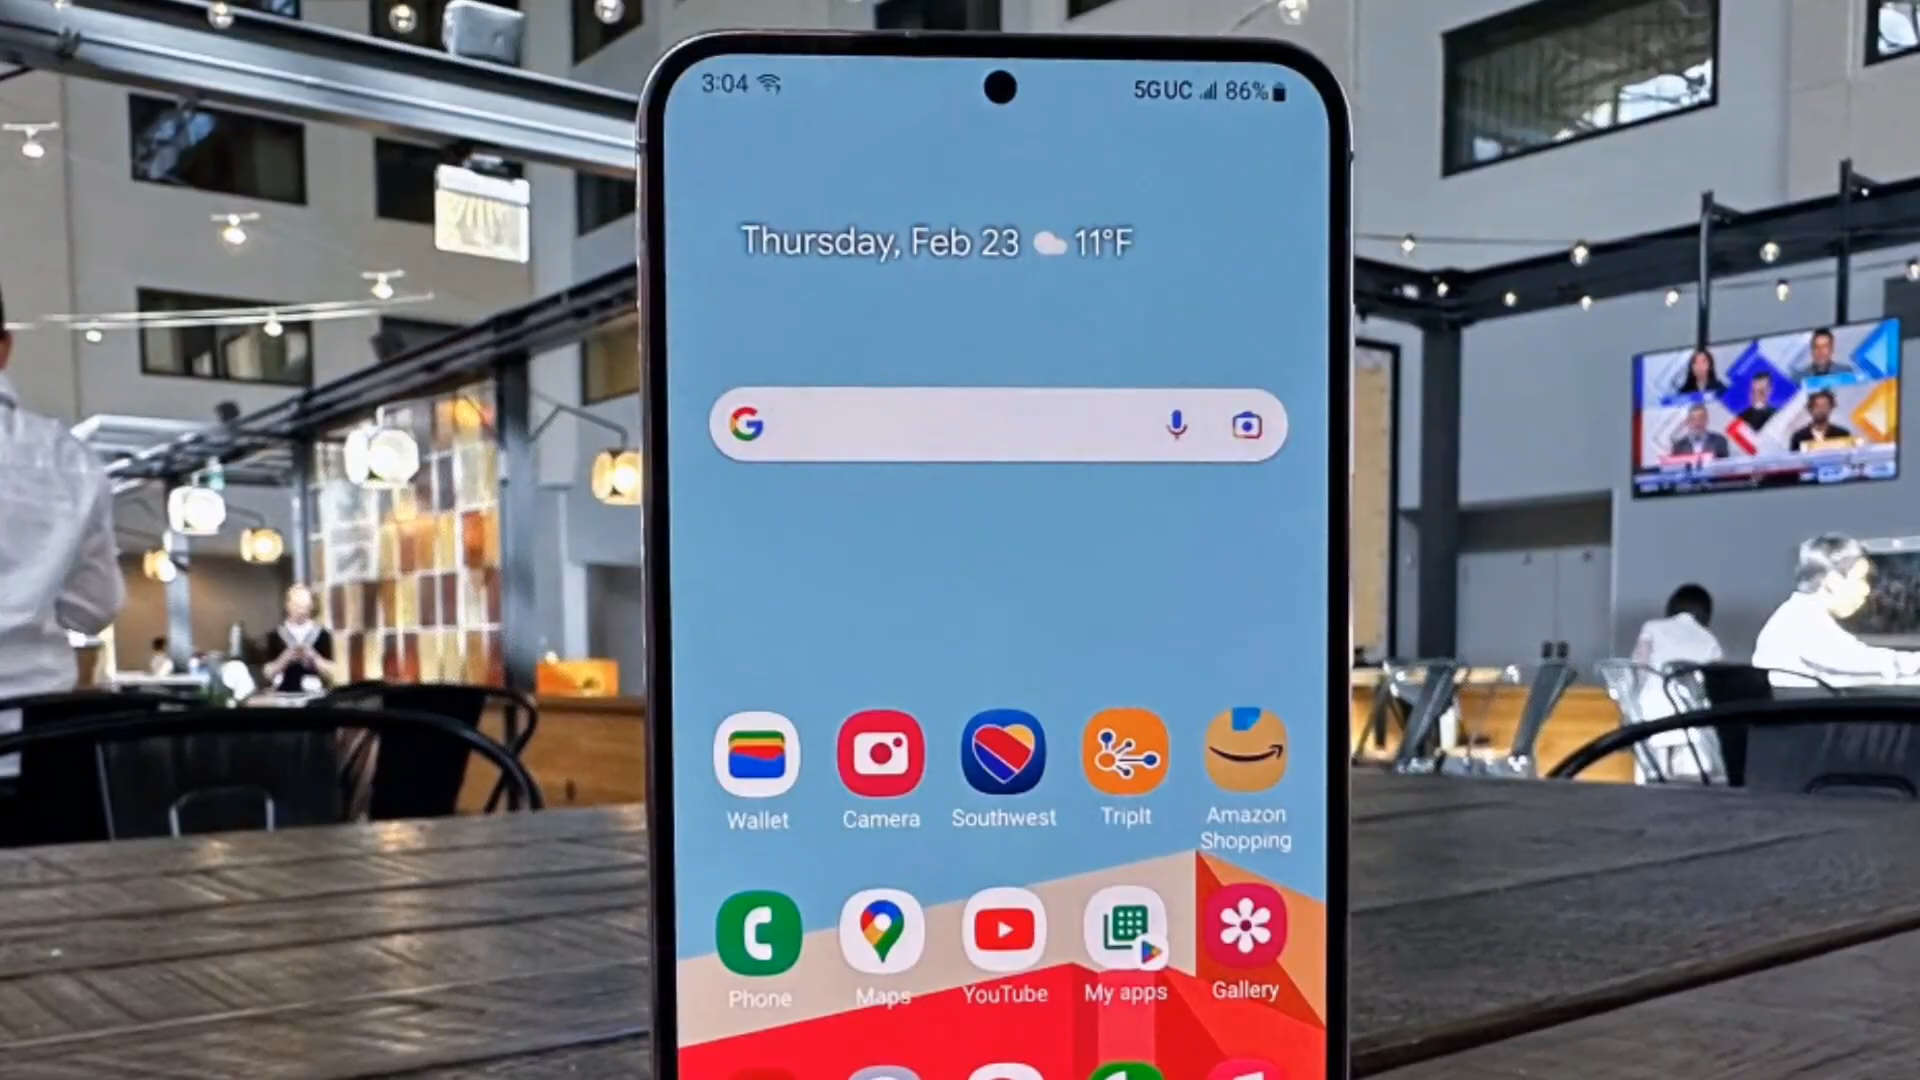 3:04 5GUC 86%
Thursday, Feb 23 11°F
Wallet Camera Southwest TripIt Amazon Shopping
Phone Maps YouTube My apps Gallery